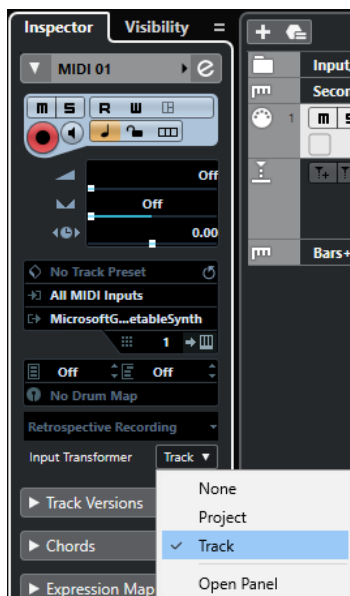 Inspector Visibility
MIDI 01
m S R W
Off
Off
0.00
No Track Preset
All MIDI Inputs
MicrosoftG...etableSynth
1
Off Off
No Drum Map
Retrospective Recording
Input Transformer Track
None
Project
Track
Open Panel
Track Versions
Chords
Expression Map
Input
Secon
1 m S
T+ T
Bars+